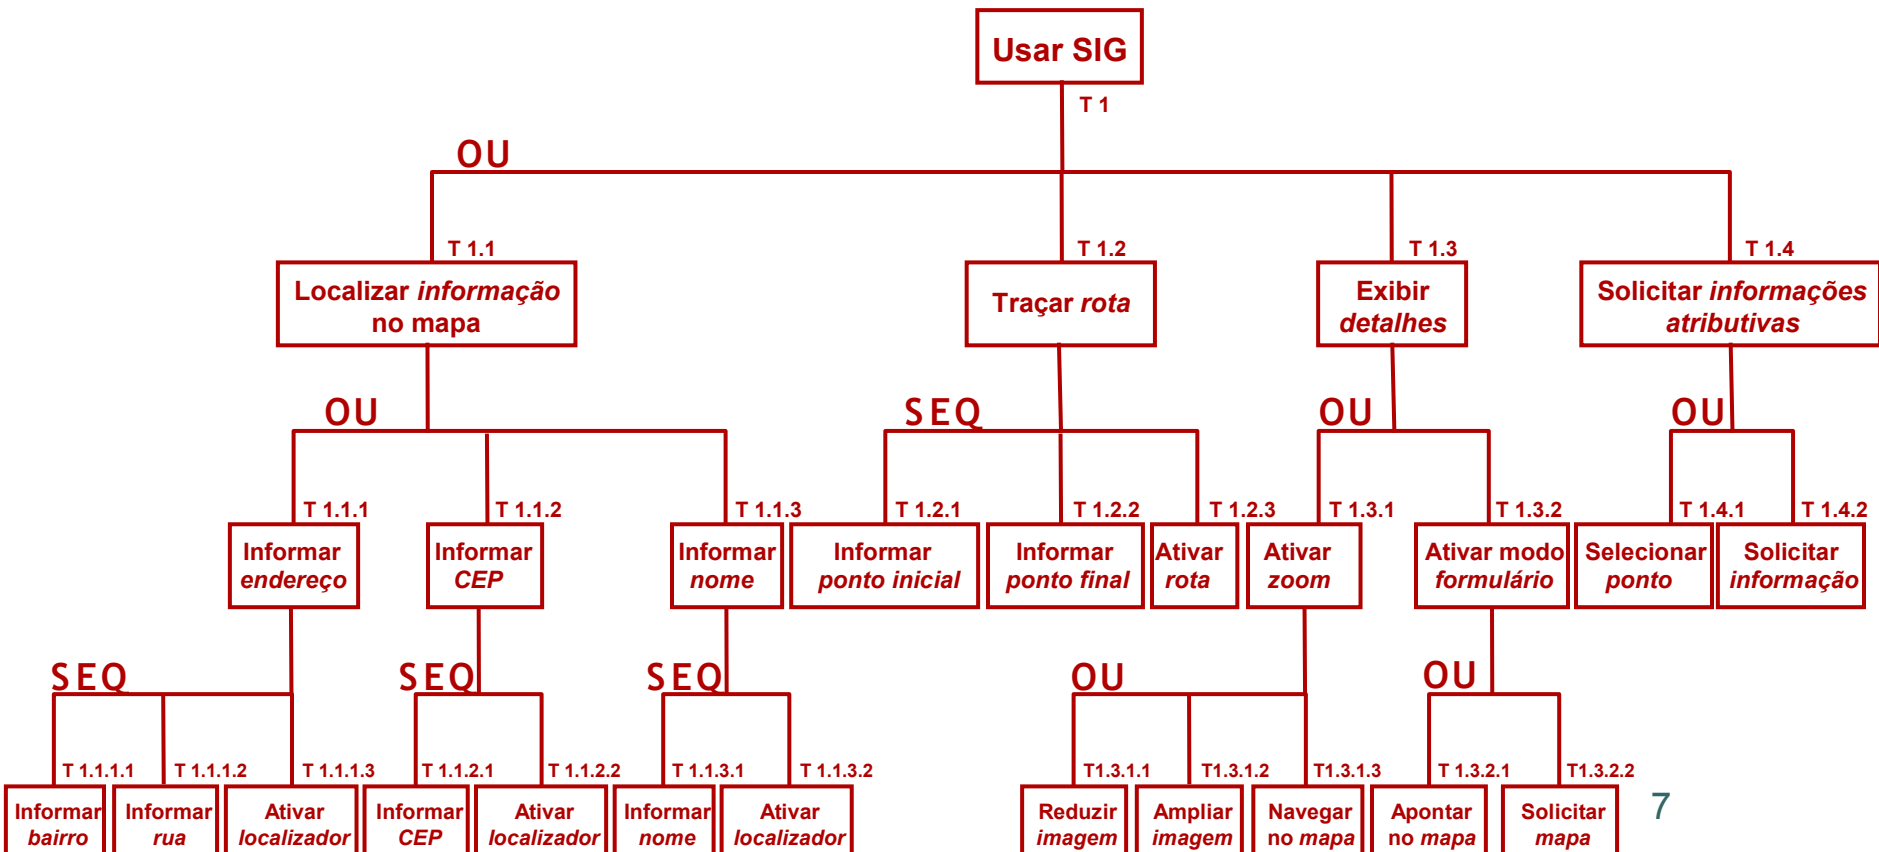 Usar SIG
T 1
OU
T 1.1
T 1.2
T 1.3
T 1.4
Localizar informação
no mapa
Traçar rota
Exibir
detalhes
Solicitar informações
atributivas
OU
SEQ
OU
OU
T 1.1.1
T 1.1.2
T 1.1.3
T 1.2.1
T 1.2.2
T 1.2.3
T 1.3.1
T 1.3.2
T 1.4.1
T 1.4.2
Informar
endereço
Informar
CEP
Informar
nome
Informar
ponto inicial
Informar
ponto final
Ativar
rota
Ativar
zoom
Ativar modo
formulário
Selecionar
ponto
Solicitar
informação
SEQ
SEQ
SEQ
OU
OU
T 1.1.1.1
T 1.1.1.2
T 1.1.1.3
T 1.1.2.1
T 1.1.2.2
T 1.1.3.1
T 1.1.3.2
T1.3.1.1
T1.3.1.2
T1.3.1.3
T 1.3.2.1
T1.3.2.2
Informar
bairro
Informar
rua
Ativar
localizador
Informar
CEP
Ativar
localizador
Informar
nome
Ativar
localizador
Reduzir
imagem
Ampliar
imagem
Navegar
no mapa
Apontar
no mapa
Solicitar
mapa
7